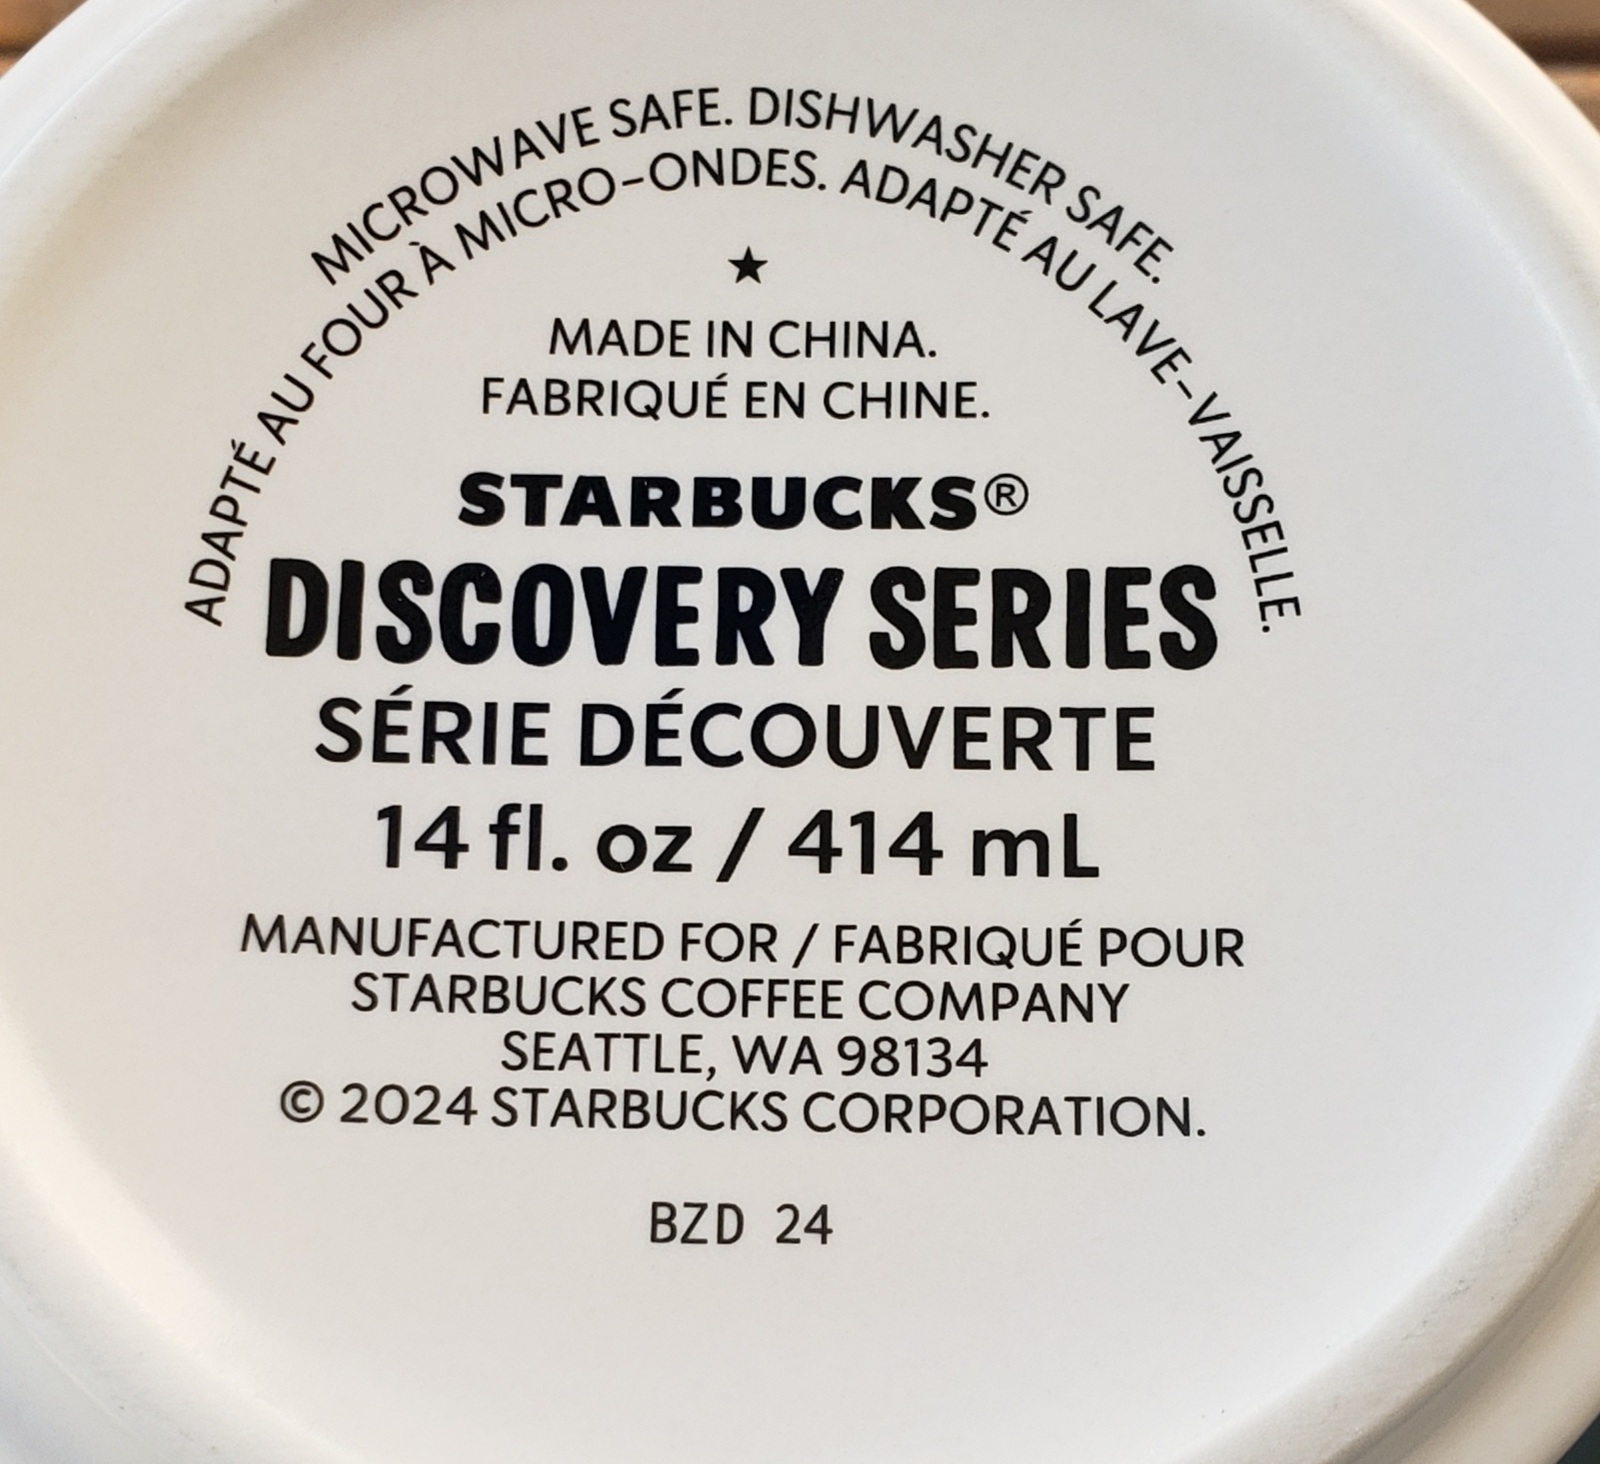 MICROWAVE SAFE. DISHWASHER SAFE.
ADAPTÉ AU FOUR À MICRO-ONDES. ADAPTÉ AU LAVE-VAISSELLE.
MADE IN CHINA.
FABRIQUÉ EN CHINE.
STARBUCKS®
DISCOVERY SERIES
SÉRIE DÉCOUVERTE
14 fl. oz / 414 mL
MANUFACTURED FOR / FABRIQUÉ POUR
STARBUCKS COFFEE COMPANY
SEATTLE, WA 98134
© 2024 STARBUCKS CORPORATION.
BZD 24